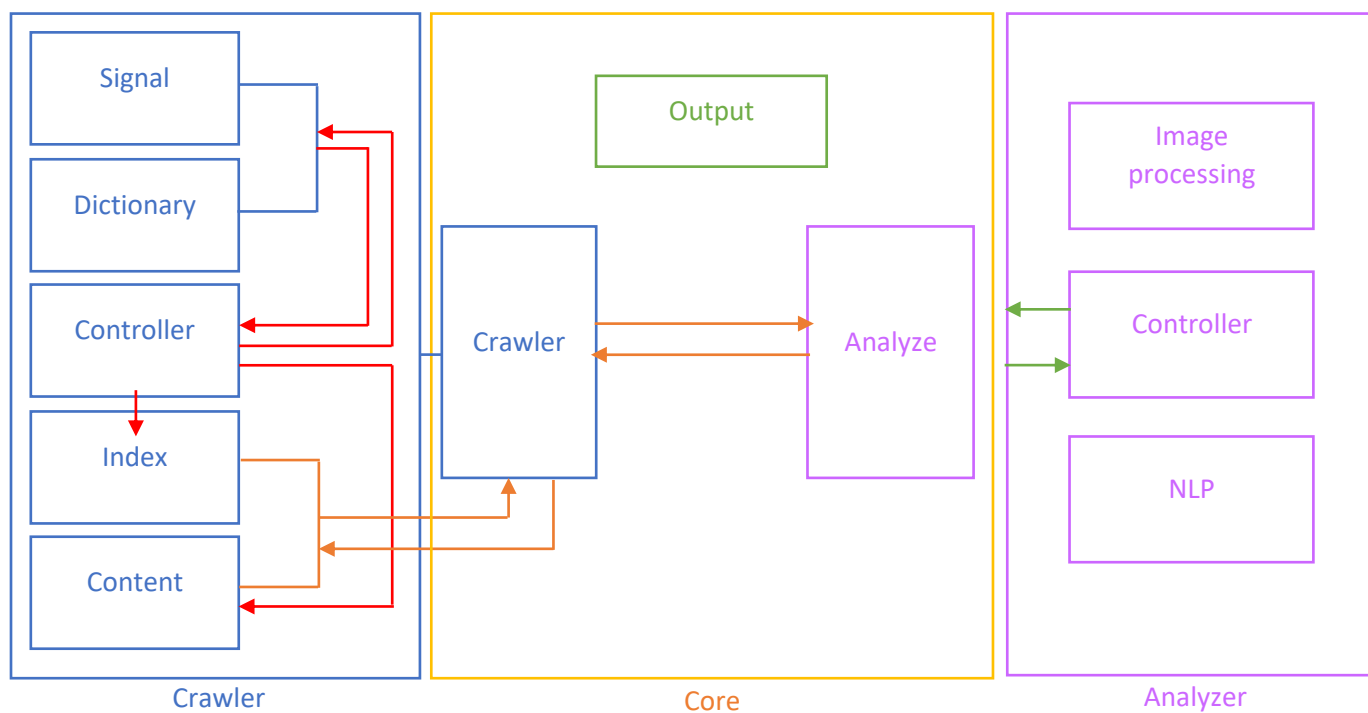 Signal
Dictionary
Controller
Index
Content
Crawler
Output
Crawler
Analyze
Core
Image
processing
Controller
NLP
Analyzer